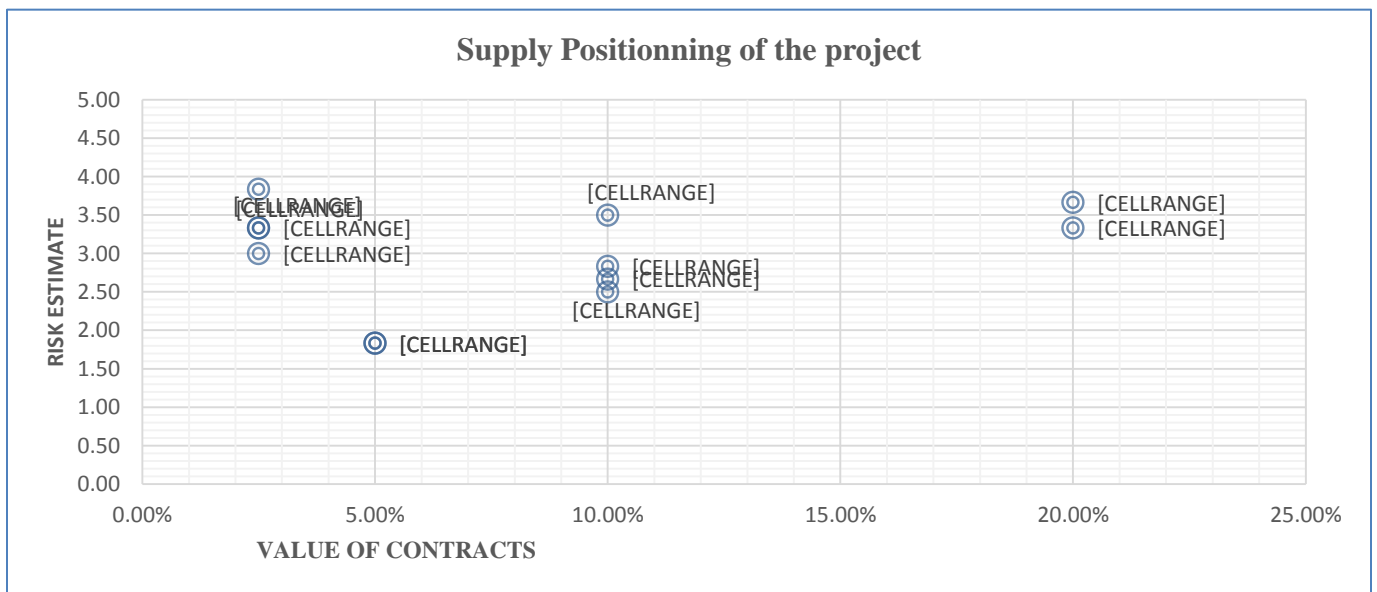 Supply Positionning of the project
5.00
4.50
4.00
3.50
3.00
2.50
2.00
1.50
1.00
0.50
0.00
RISK ESTIMATE
[CELLRANGE]
[CELLRANGE]
[CELLRANGE]
[CELLRANGE]
[CELLRANGE]
[CELLRANGE]
[CELLRANGE]
[CELLRANGE]
[CELLRANGE]
[CELLRANGE]
[CELLRANGE]
0.00%
5.00%
10.00%
15.00%
20.00%
25.00%
VALUE OF CONTRACTS